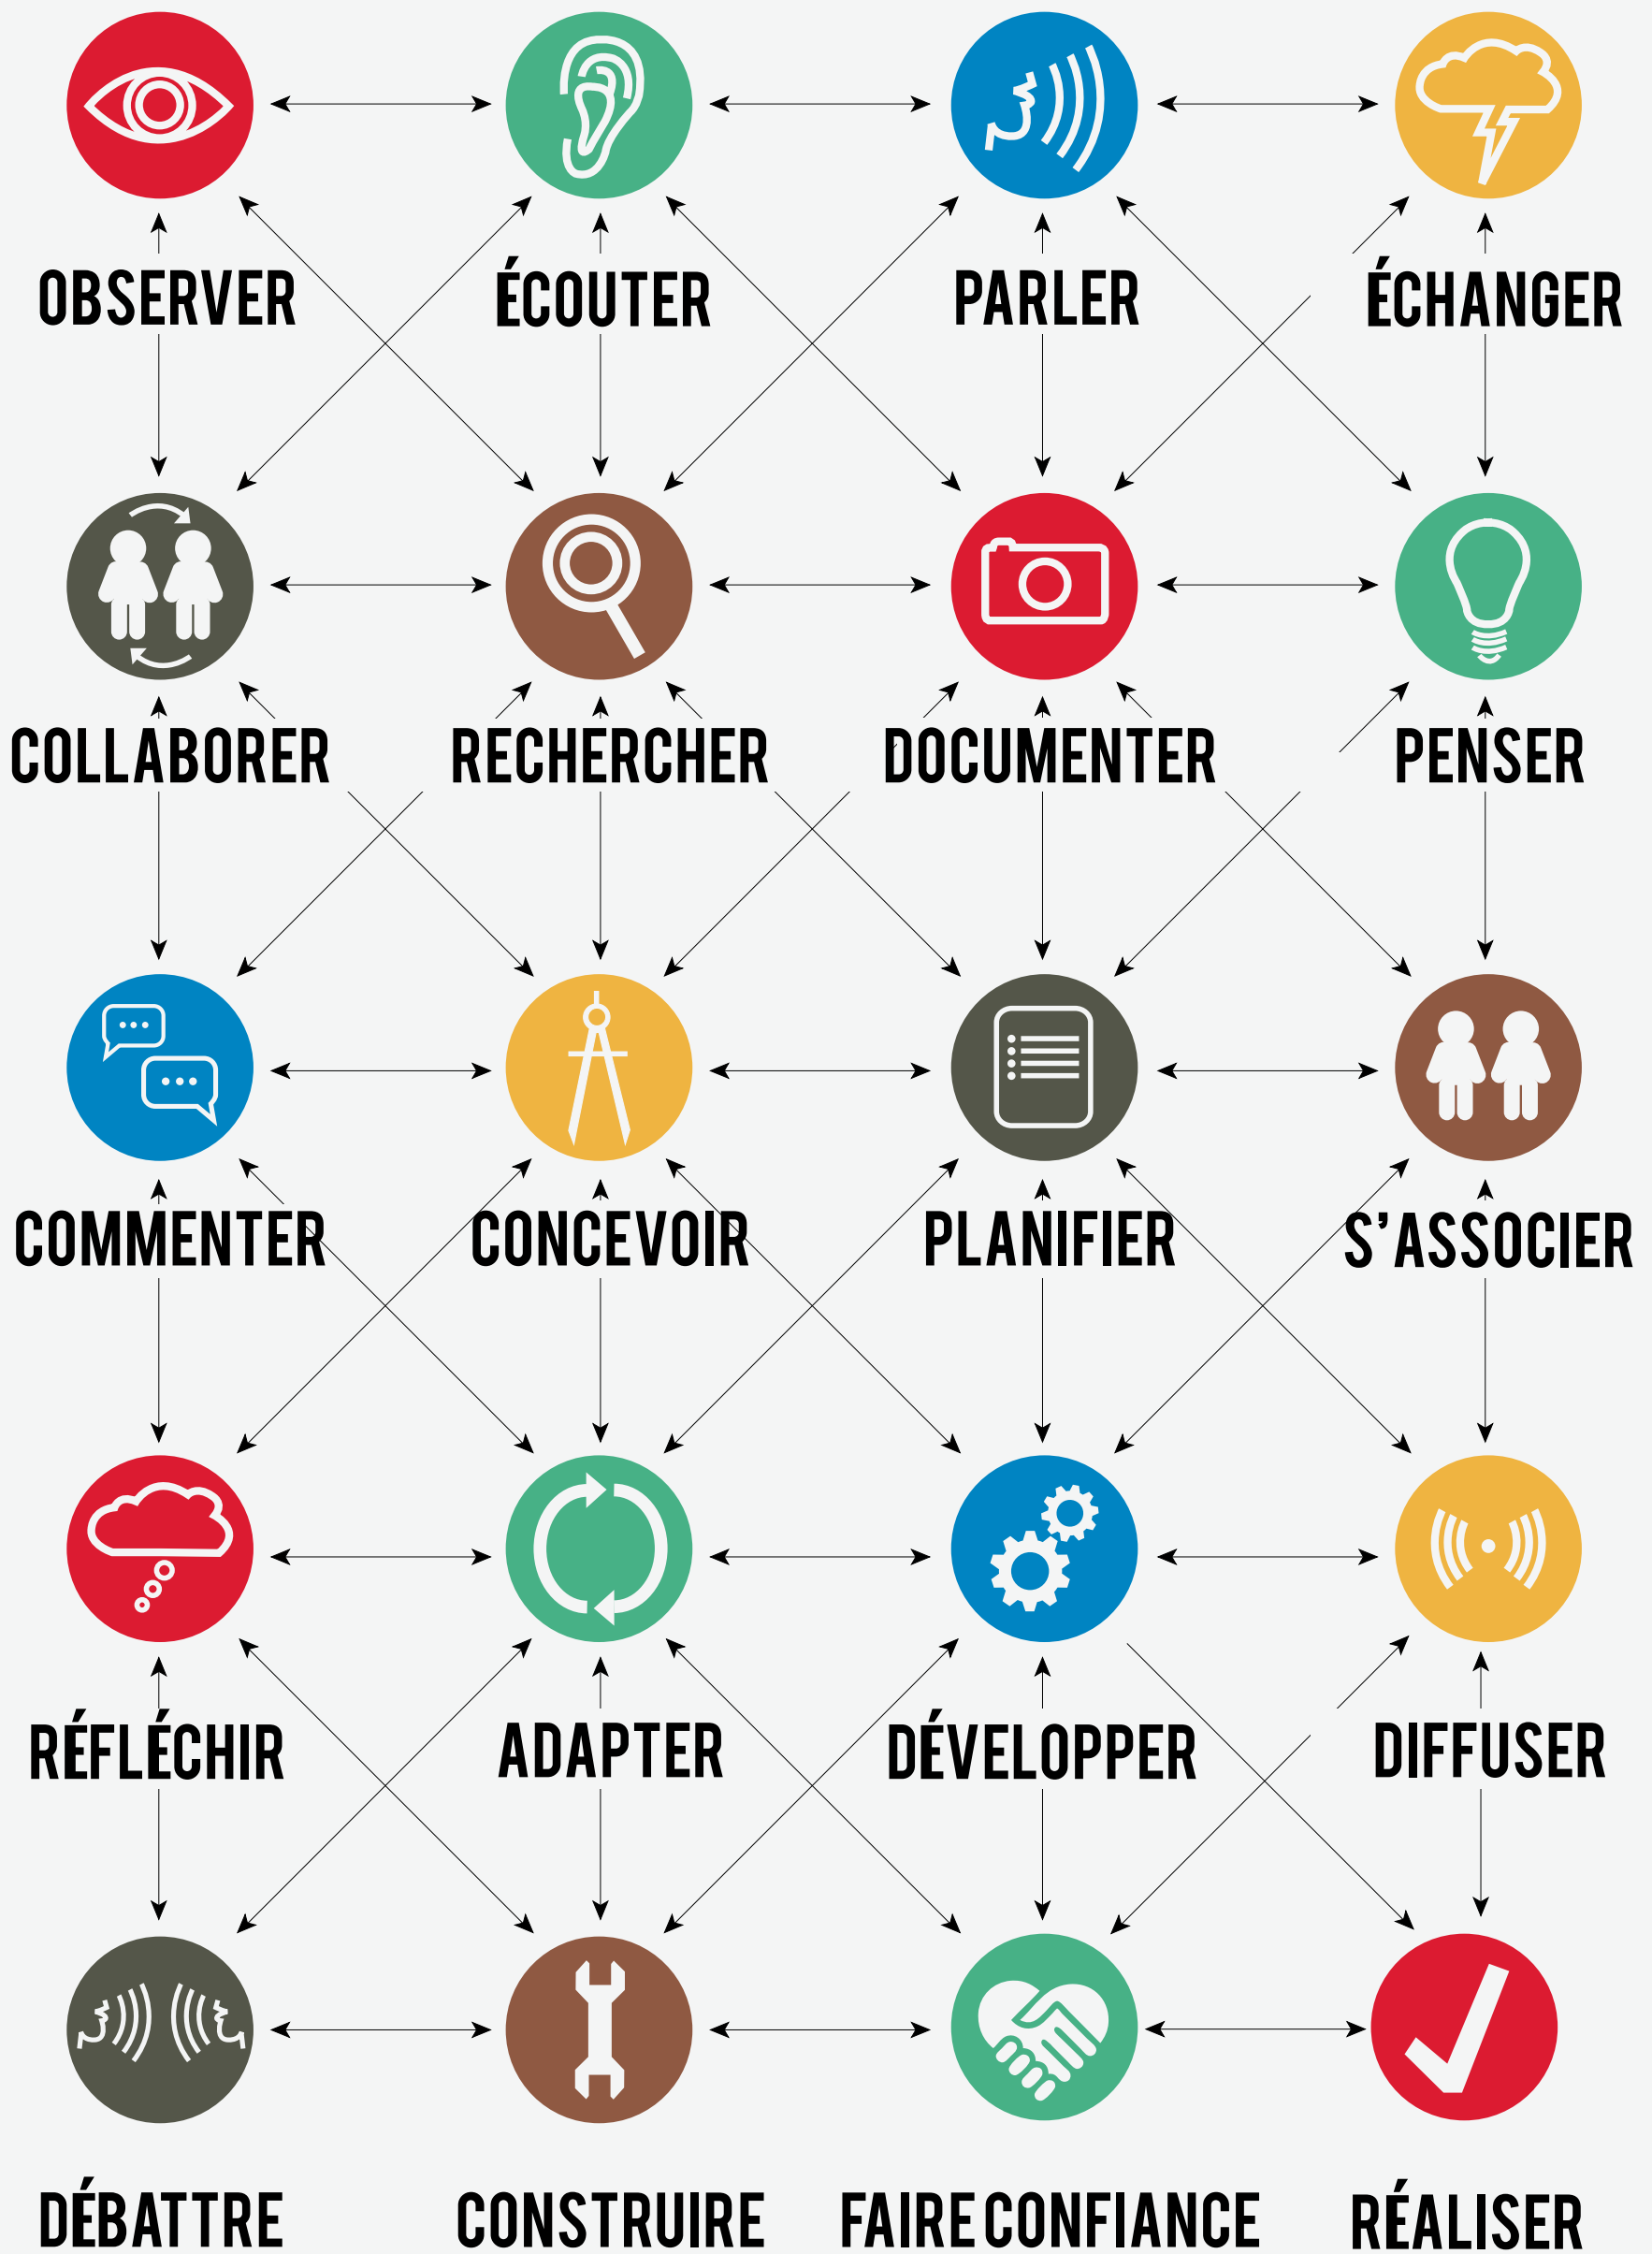 OBSERVER ÉCOUTER PARLER ÉCHANGER
COLLABORER RECHERCHER DOCUMENTER PENSER
COMMENTER CONCEVOIR PLANIFIER S'ASSOCIER
RÉFLÉCHIR ADAPTER DÉVELOPPER DIFFUSER
DÉBATTRE CONSTRUIRE FAIRE CONFIANCE RÉALISER